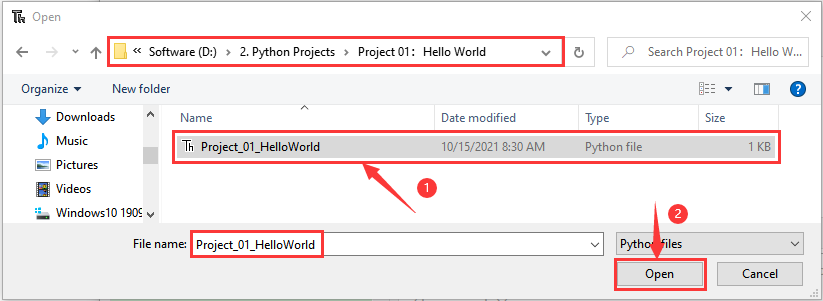 Open
« Software (D:) › 2. Python Projects › Project 01： Hello World
Search Project 01： Hello W...
Organize New folder
Downloads
Music
Pictures
Videos
Windows10 1909
Name Date modified Type Size
Project_01_HelloWorld 10/15/2021 8:30 AM Python file 1 KB
1
2
File name: Project_01_HelloWorld Python files
Open Cancel